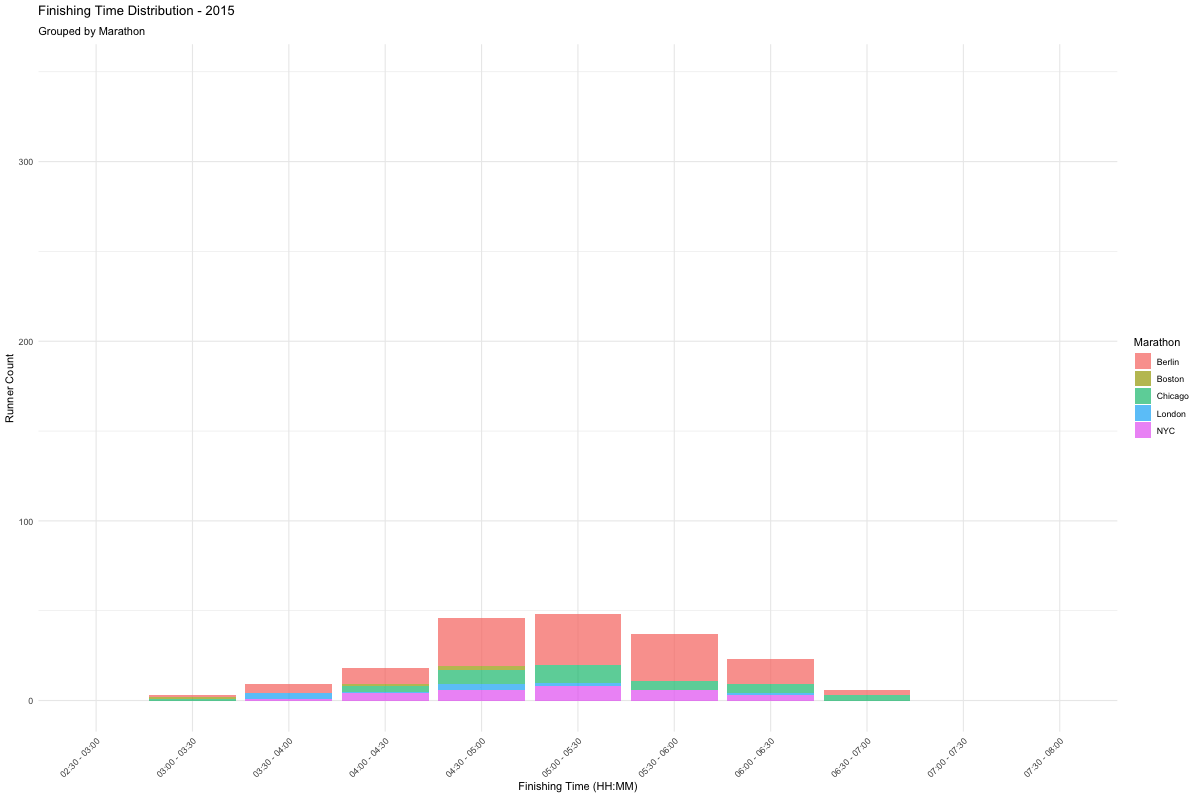 Finishing Time Distribution - 2015
Grouped by Marathon
300
200
100
0
Runner Count
02:30 - 03:00
03:00 - 03:30
03:30 - 04:00
04:00 - 04:30
04:30 - 05:00
05:00 - 05:30
05:30 - 06:00
06:00 - 06:30
06:30 - 07:00
07:00 - 07:30
07:30 - 08:00
Finishing Time (HH:MM)
Marathon
Berlin
Boston
Chicago
London
NYC